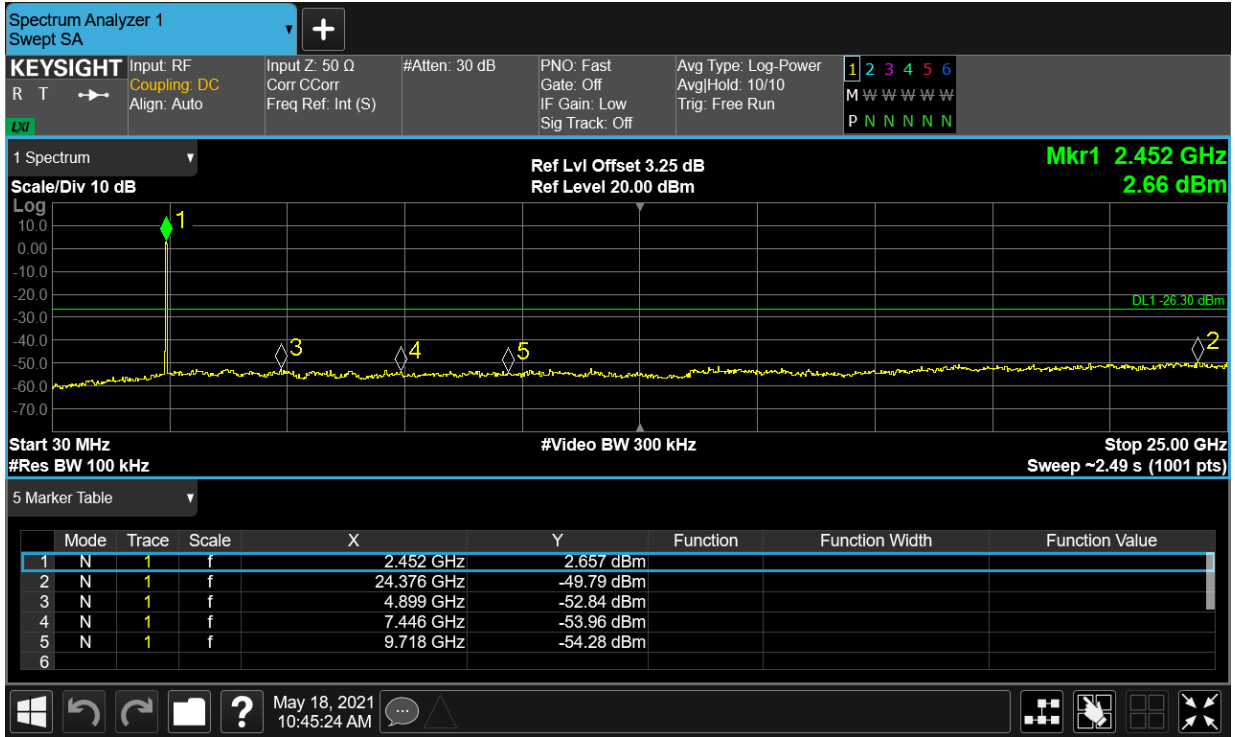 Spectrum Analyzer 1
Swept SA
+
KEYSIGHT
R T
LXI
Input: RF
Coupling: DC
Align: Auto
Input Z: 50 Ω
Corr CCorr
Freq Ref: Int (S)
#Atten: 30 dB
PNO: Fast
Gate: Off
IF Gain: Low
Sig Track: Off
Avg Type: Log-Power
Avg|Hold: 10/10
Trig: Free Run
1 2 3 4 5 6
M W W W W W
P N N N N N
1 Spectrum
Scale/Div 10 dB
Ref Lvl Offset 3.25 dB
Ref Level 20.00 dBm
Mkr1 2.452 GHz
2.66 dBm
Log
10.0
0.00
-10.0
-20.0
-30.0
-40.0
-50.0
-60.0
-70.0
1
DL1 -26.30 dBm
3
4
5
2
Start 30 MHz
#Res BW 100 kHz
#Video BW 300 kHz
Stop 25.00 GHz
Sweep ~2.49 s (1001 pts)
5 Marker Table
Mode Trace Scale X Y Function Function Width Function Value
1 N 1 f 2.452 GHz 2.657 dBm
2 N 1 f 24.376 GHz -49.79 dBm
3 N 1 f 4.899 GHz -52.84 dBm
4 N 1 f 7.446 GHz -53.96 dBm
5 N 1 f 9.718 GHz -54.28 dBm
6
?
May 18, 2021
10:45:24 AM